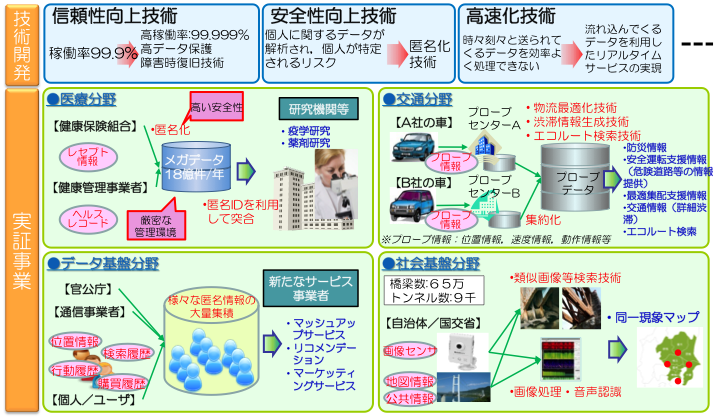 技術開発
信頼性向上技術
稼働率99.9%
高稼働率:99.999%
高データ保護
障害時復旧技術
安全性向上技術
個人に関するデータが
解析され，個人が特定
されるリスク
匿名化
技術
高速化技術
時々刻々と送られて
くるデータを効率よ
く処理できない
流れ込んでくる
データを利用し
たリアルタイム
サービスの実現
実証事業
●医療分野
【健康保険組合】
レセプト
情報
【健康管理事業者】
ヘルス
レコード
・匿名化
高い安全性
メガデータ
18億件/年
厳密な
管理環境
・匿名IDを利用
して突合
研究機関等
・疫学研究
・薬剤研究
●交通分野
【A社の車】
プローブ
情報
プローブ
センターA
【B社の車】
プローブ
情報
プローブ
センターB
・物流最適化技術
・渋滞情報生成技術
・エコルート検索技術
プローブ
データ
集約化
・防災情報
・安全運転支援情報
（危険道路等の情報
提供）
・最適集配支援情報
・交通情報（詳細渋
滞）
・エコルート検索
※プローブ情報：位置情報，速度情報，動作情報等
●データ基盤分野
【官公庁】
【通信事業者】
位置情報
検索履歴
行動履歴
購買履歴
【個人／ユーザ】
様々な匿名情報の
大量集積
新たなサービス
事業者
・マッシュアッ
プサービス
・リコメンデー
ション
・マーケッティ
ングサービス
●社会基盤分野
橋梁数:６５万
トンネル数:９千
【自治体／国交省】
画像センサ
地図情報
公共情報
・類似画像等検索技術
・画像処理・音声認識
・同一現象マップ